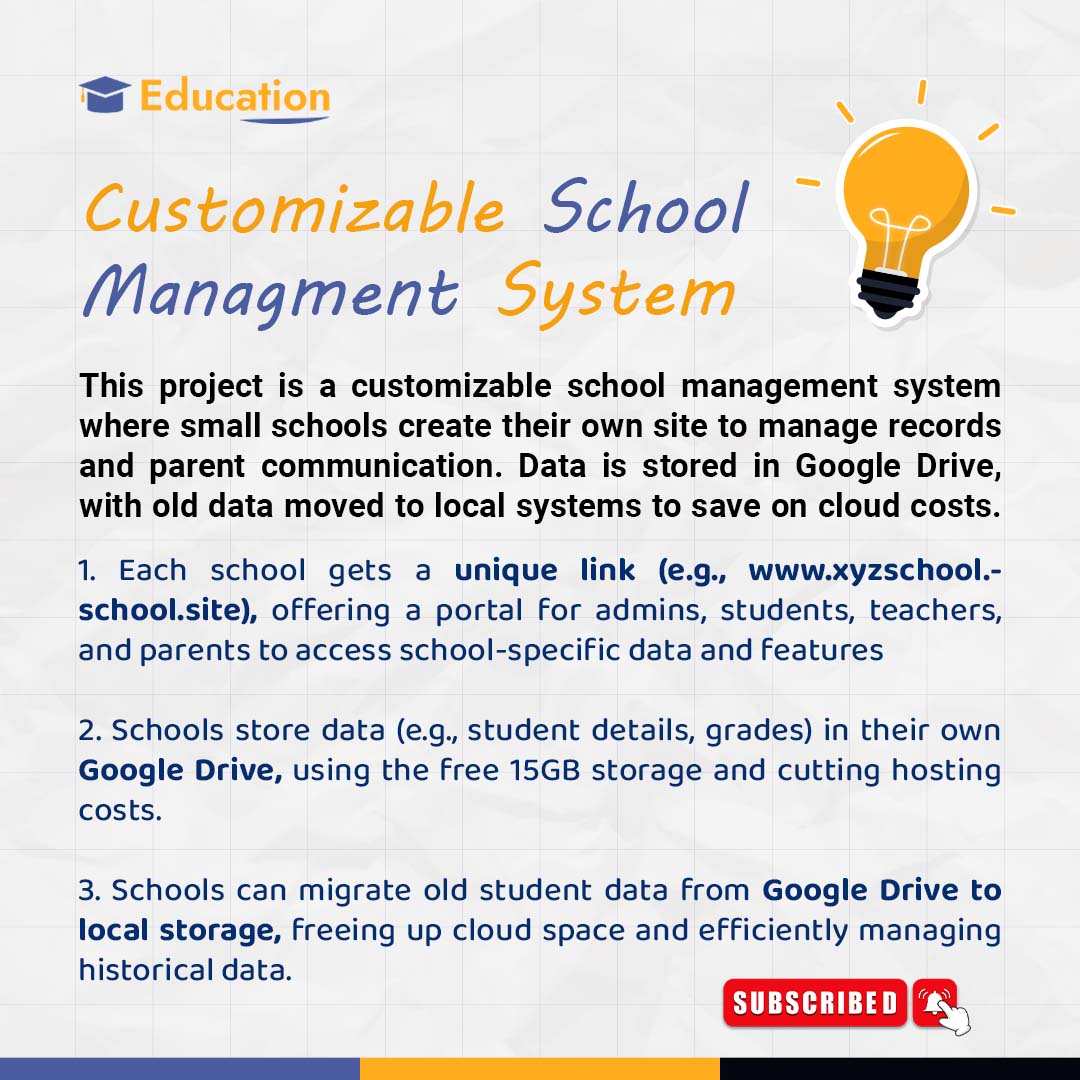 Education
Customizable School
Managment System
This project is a customizable school management system
where small schools create their own site to manage records
and parent communication. Data is stored in Google Drive,
with old data moved to local systems to save on cloud costs.
1. Each school gets a unique link (e.g., www.xyzschool.-
school.site), offering a portal for admins, students, teachers,
and parents to access school-specific data and features
2. Schools store data (e.g., student details, grades) in their own
Google Drive, using the free 15GB storage and cutting hosting
costs.
3. Schools can migrate old student data from Google Drive to
local storage, freeing up cloud space and efficiently managing
historical data.
SUBSCRIBED